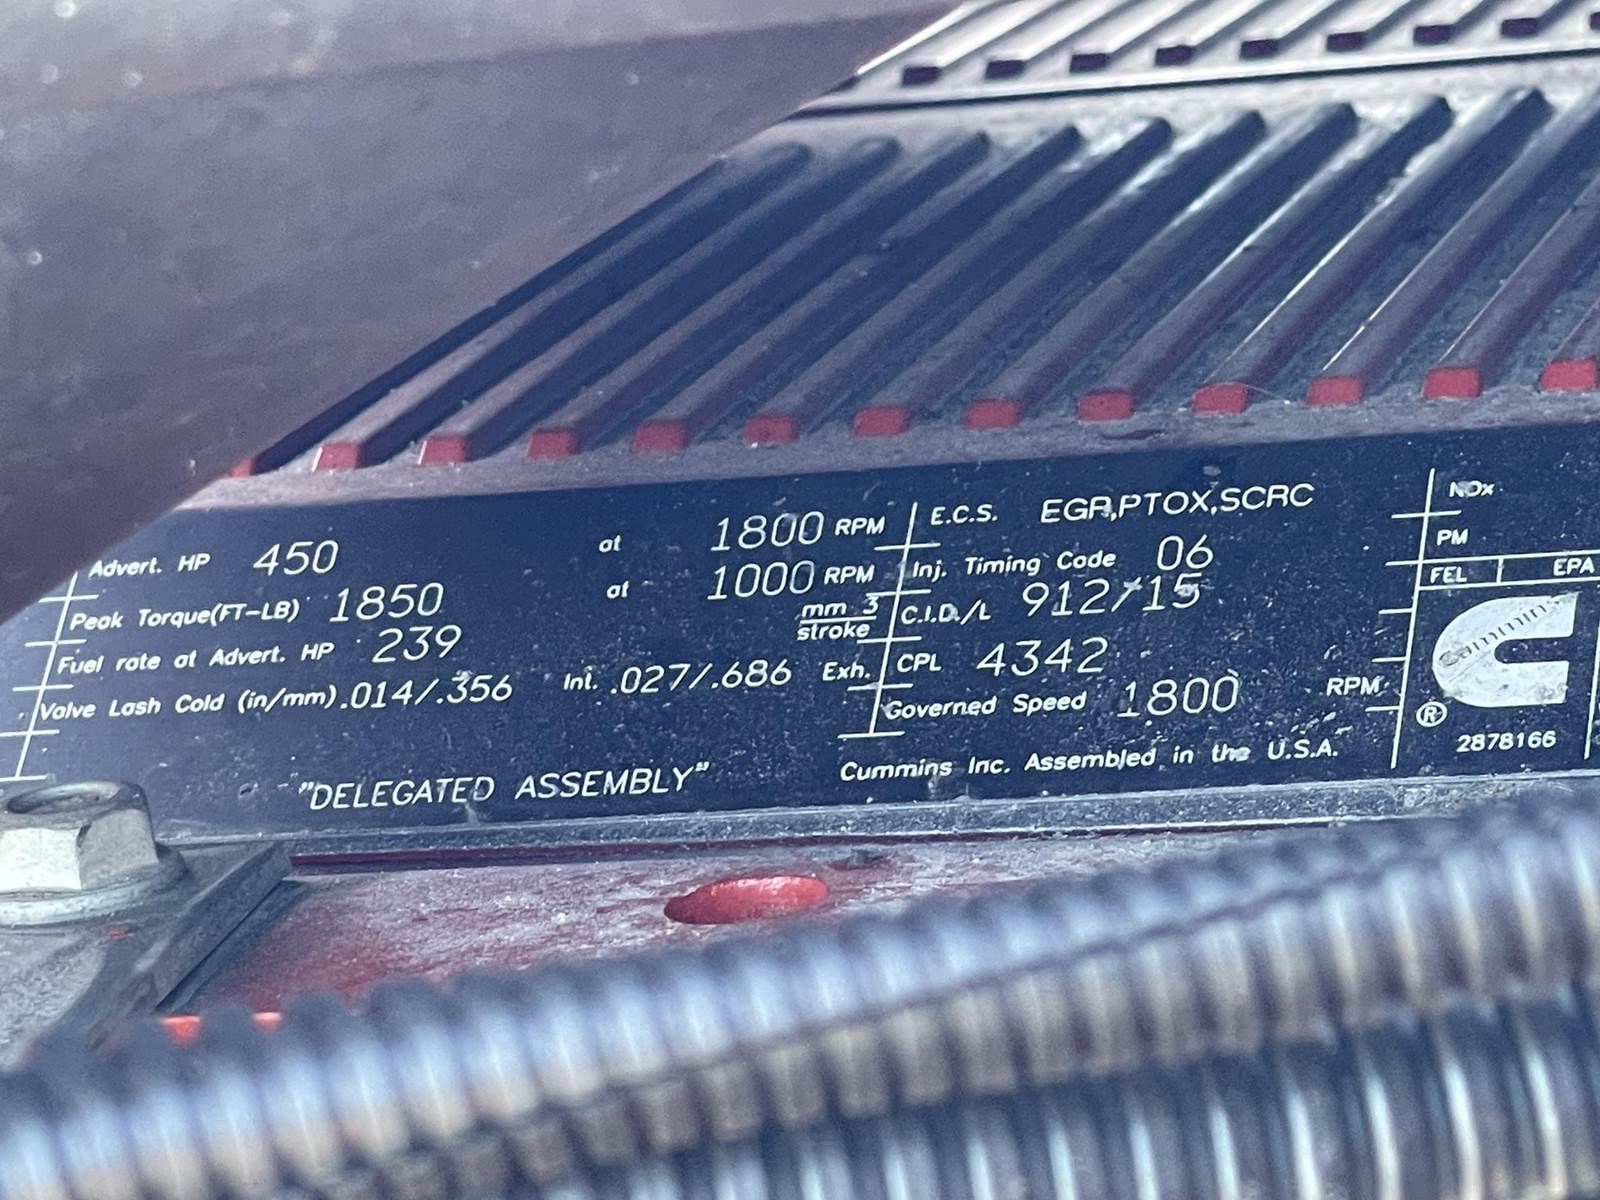 Advert. HP 450 at 1800 RPM
Peak Torque(FT-LB) 1850 at 1000 RPM
Fuel rate at Advert. HP 239 mm 3
stroke
Valve Lash Cold (in/mm) .014/.356 Int. .027/.686 Exh.
"DELEGATED ASSEMBLY"
E.C.S. EGR,PTOX,SCRC
Inj. Timing Code 06
C.I.D./L 912/15
CPL 4342
Governed Speed 1800 RPM
Cummins Inc. Assembled in the U.S.A.
NOx
PM
FEL EPA
Cummins
®
2878166